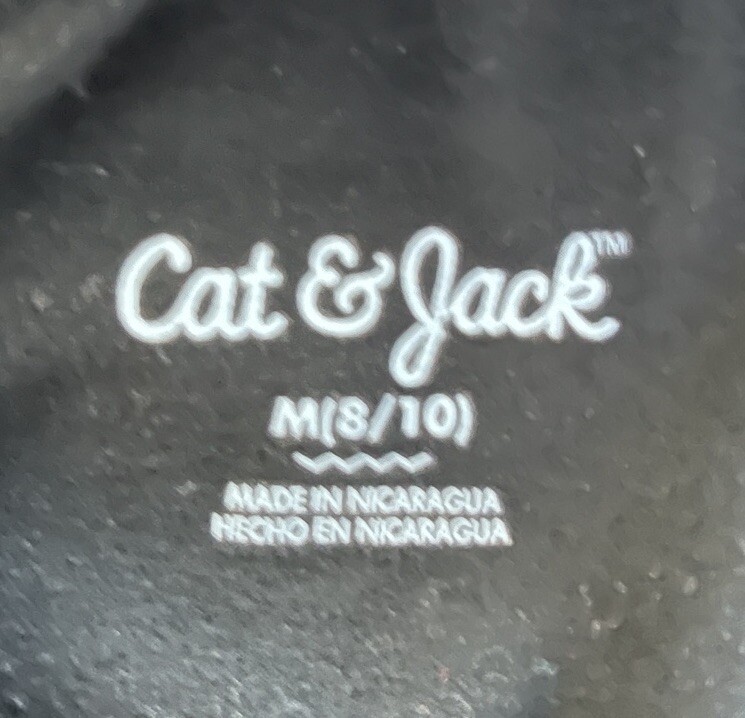 Cat & Jack™
M(8/10)
MADE IN NICARAGUA
HECHO EN NICARAGUA